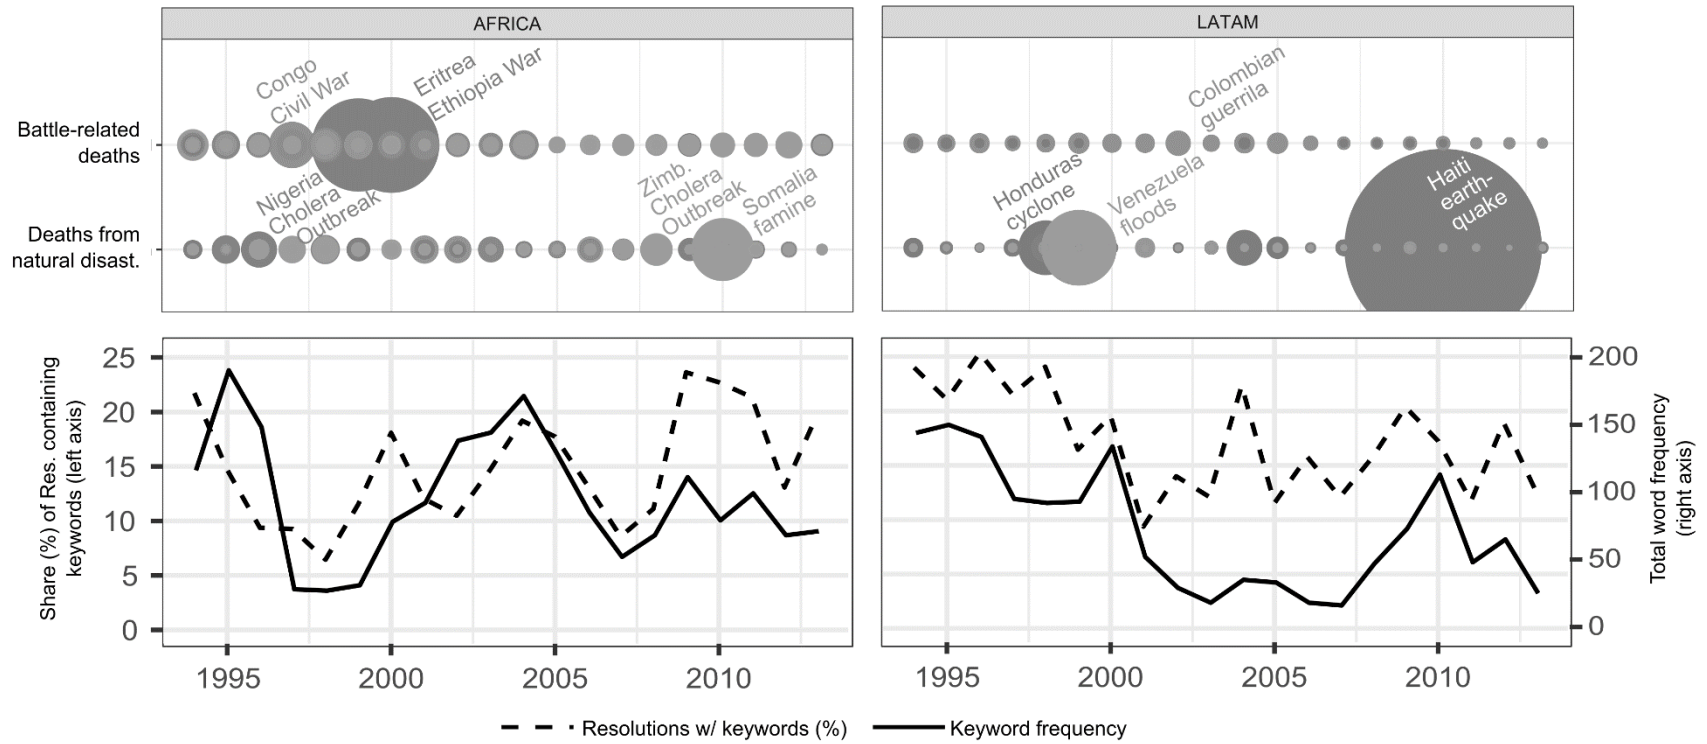 AFRICA
LATAM
Battle-related
deaths
Deaths from
natural disast.
Congo
Civil War
Eritrea
Ethiopia War
Nigeria
Cholera
Outbreak
Zimb.
Cholera
Outbreak
Somalia
famine
Colombian
guerrila
Honduras
cyclone
Venezuela
floods
Haiti
earth-
quake
Share (%) of Res. containing
keywords (left axis)
25
20
15
10
5
0
1995
2000
2005
2010
1995
2000
2005
2010
200
150
100
50
0
Total word frequency
(right axis)
Resolutions w/ keywords (%)
Keyword frequency